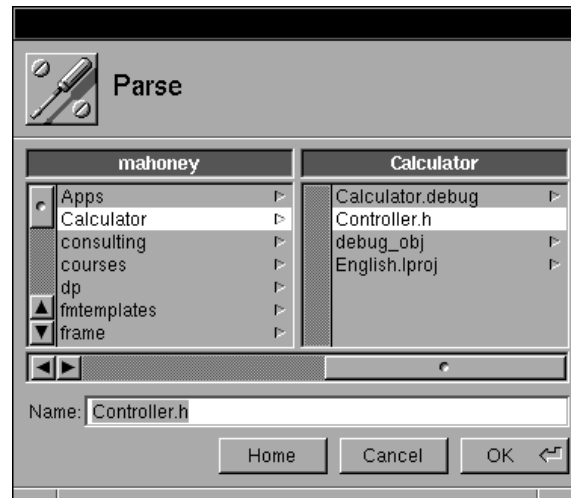 Parse
mahoney
Calculator
Apps
Calculator
consulting
courses
dp
fmtemplates
frame
Calculator.debug
Controller.h
debug_obj
English.lproj
Name: Controller.h
Home
Cancel
OK